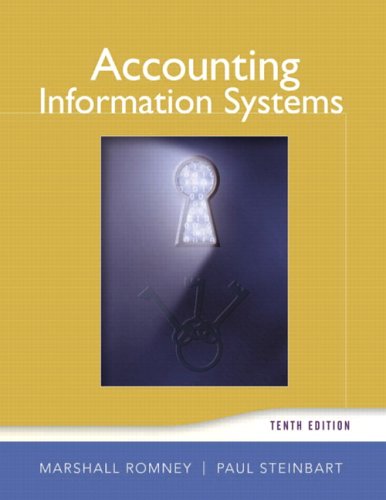 Accounting
Information Systems
TENTH EDITION
MARSHALL ROMNEY | PAUL STEINBART